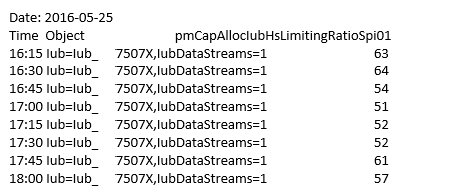 Date: 2016-05-25
Time Object pmCapAllocIubHsLimitingRatioSpi01
16:15 Iub=Iub_ 7507X,IubDataStreams=1 63
16:30 Iub=Iub_ 7507X,IubDataStreams=1 64
16:45 Iub=Iub_ 7507X,IubDataStreams=1 54
17:00 Iub=Iub_ 7507X,IubDataStreams=1 51
17:15 Iub=Iub_ 7507X,IubDataStreams=1 52
17:30 Iub=Iub_ 7507X,IubDataStreams=1 52
17:45 Iub=Iub_ 7507X,IubDataStreams=1 61
18:00 Iub=Iub_ 7507X,IubDataStreams=1 57